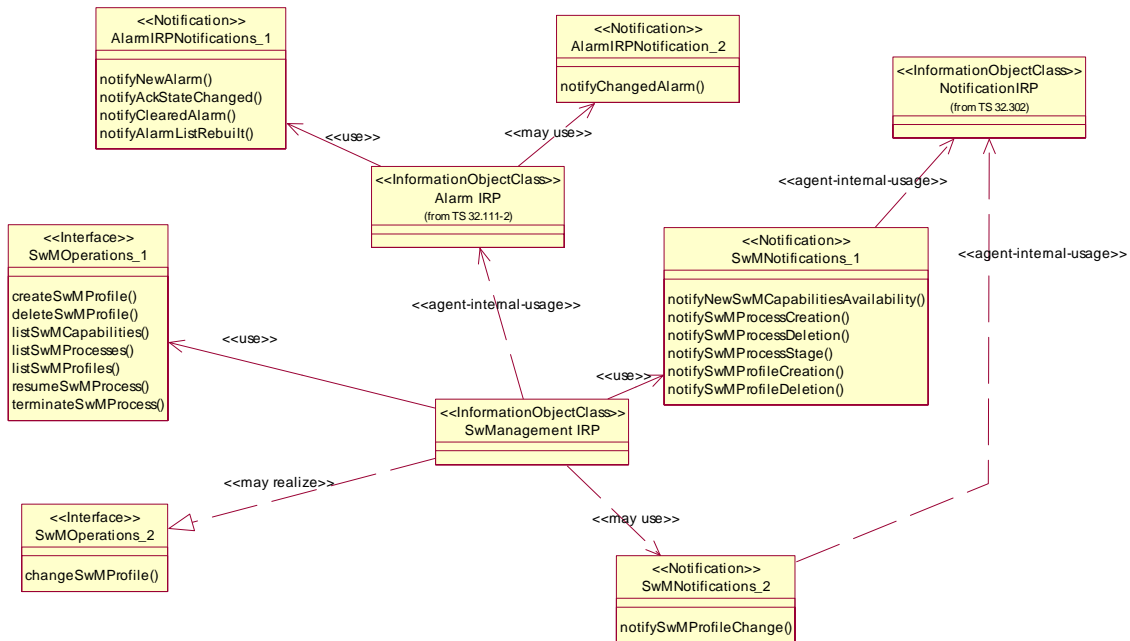 <<Notification>>
AlarmIRPNotifications_1
notifyNewAlarm()
notifyAckStateChanged()
notifyClearedAlarm()
notifyAlarmListRebuilt()
<<Notification>>
AlarmIRPNotification_2
notifyChangedAlarm()
<<InformationObjectClass>>
NotificationIRP
(from TS 32.302)
<<use>>
<<may use>>
<<InformationObjectClass>>
Alarm IRP
(from TS 32.111-2)
<<agent-internal-usage>>
<<Interface>>
SwMOperations_1
createSwMProfile()
deleteSwMProfile()
listSwMCapabilities()
listSwMProcesses()
listSwMProfiles()
resumeSwMProcess()
terminateSwMProcess()
<<Notification>>
SwMNotifications_1
notifyNewSwMCapabilitiesAvailability()
notifySwMProcessCreation()
notifySwMProcessDeletion()
notifySwMProcessStage()
notifySwMProfileCreation()
notifySwMProfileDeletion()
<<agent-internal-usage>>
<<agent-internal-usage>>
<<use>>
<<use>>
<<InformationObjectClass>>
SwManagement IRP
<<may realize>>
<<may use>>
<<Interface>>
SwMOperations_2
changeSwMProfile()
<<Notification>>
SwMNotifications_2
notifySwMProfileChange()